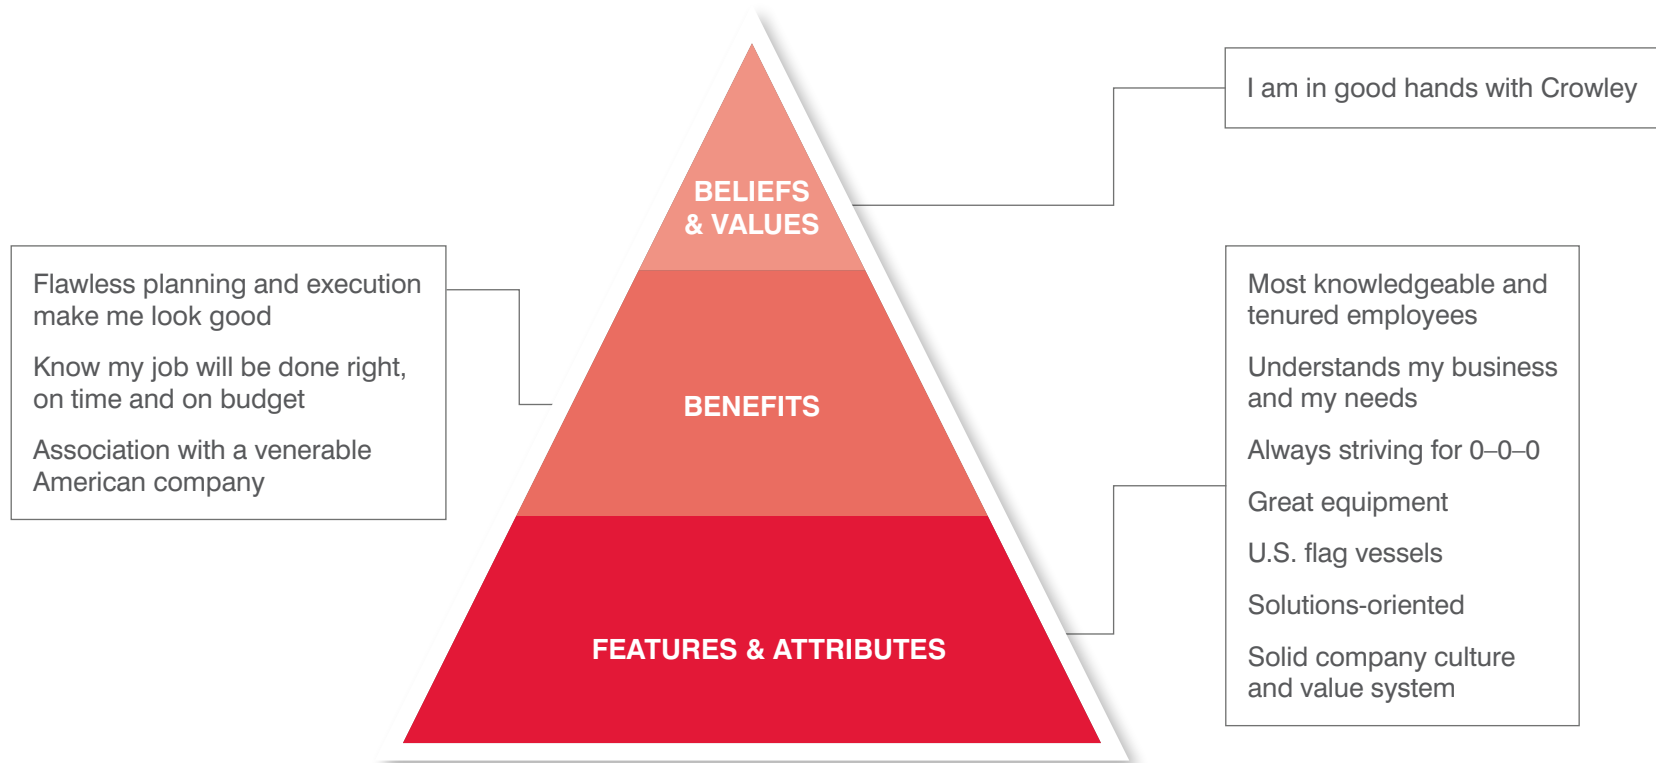 I am in good hands with Crowley
BELIEFS
& VALUES
Flawless planning and execution
make me look good
Know my job will be done right,
on time and on budget
Association with a venerable
American company
BENEFITS
Most knowledgeable and
tenured employees
Understands my business
and my needs
Always striving for 0–0–0
Great equipment
U.S. flag vessels
Solutions-oriented
Solid company culture
and value system
FEATURES & ATTRIBUTES